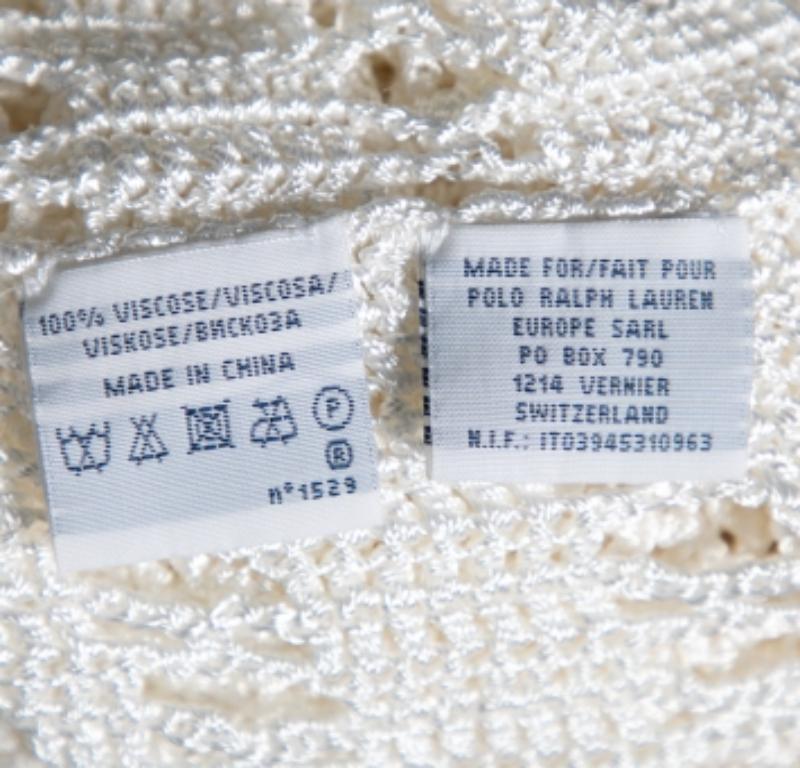 100% VISCOSE/VISCOSA/
VISKOSE/ВИСКОЗА
MADE IN CHINA
P
®
n°1529
MADE FOR/FAIT POUR
POLO RALPH LAUREN
EUROPE SARL
PO BOX 790
1214 VERNIER
SWITZERLAND
N.I.F.: IT03945310963